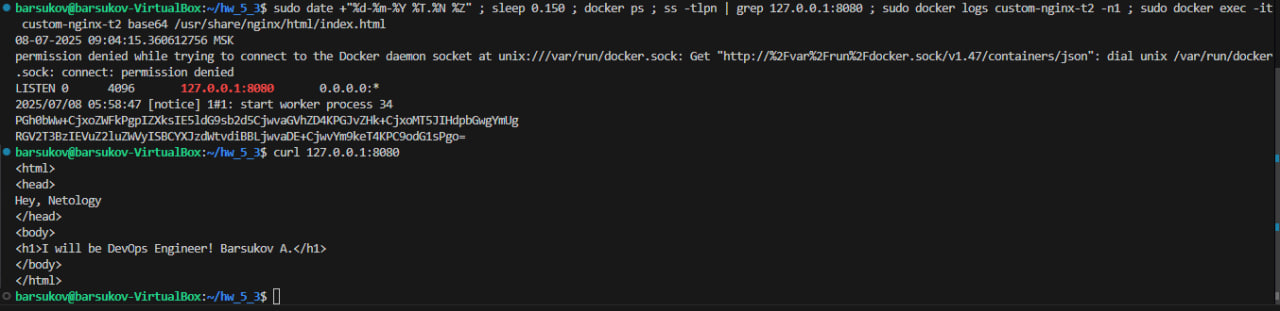 barsukov@barsukov-VirtualBox:~/hw_5_3$ sudo date +"%d-%m-%Y %T.%N %Z" ; sleep 0.150 ; docker ps ; ss -tlpn | grep 127.0.0.1:8080 ; sudo docker logs custom-nginx-t2 -n1 ; sudo docker exec -it
custom-nginx-t2 base64 /usr/share/nginx/html/index.html
08-07-2025 09:04:15.360612756 MSK
permission denied while trying to connect to the Docker daemon socket at unix:///var/run/docker.sock: Get "http://%2Fvar%2Frun%2Fdocker.sock/v1.47/containers/json": dial unix /var/run/docker
.sock: connect: permission denied
LISTEN 0 4096 127.0.0.1:8080 0.0.0.0:*
2025/07/08 05:58:47 [notice] 1#1: start worker process 34
PGh0bWw+CjxoZWFkPgpIZXksIE5ldG9sb2d5CjwvaGVhZD4KPGJvZHk+CjxoMT5JIHdpbGwgYmUg
RGV2T3BzIEVuZ2luZWVyISBCYXJzdWtvdiBBLjwvaDE+CjwvYm9keT4KPC9odG1sPgo=
barsukov@barsukov-VirtualBox:~/hw_5_3$ curl 127.0.0.1:8080
<html>
<head>
Hey, Netology
</head>
<body>
<h1>I will be DevOps Engineer! Barsukov A.</h1>
</body>
</html>
barsukov@barsukov-VirtualBox:~/hw_5_3$